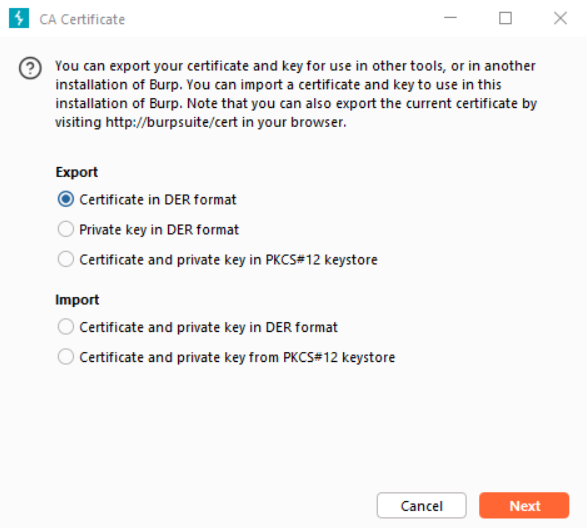 CA Certificate
You can export your certificate and key for use in other tools, or in another
installation of Burp. You can import a certificate and key to use in this
installation of Burp. Note that you can also export the current certificate by
visiting http://burpsuite/cert in your browser.
Export
Certificate in DER format
Private key in DER format
Certificate and private key in PKCS#12 keystore
Import
Certificate and private key in DER format
Certificate and private key from PKCS#12 keystore
Cancel
Next